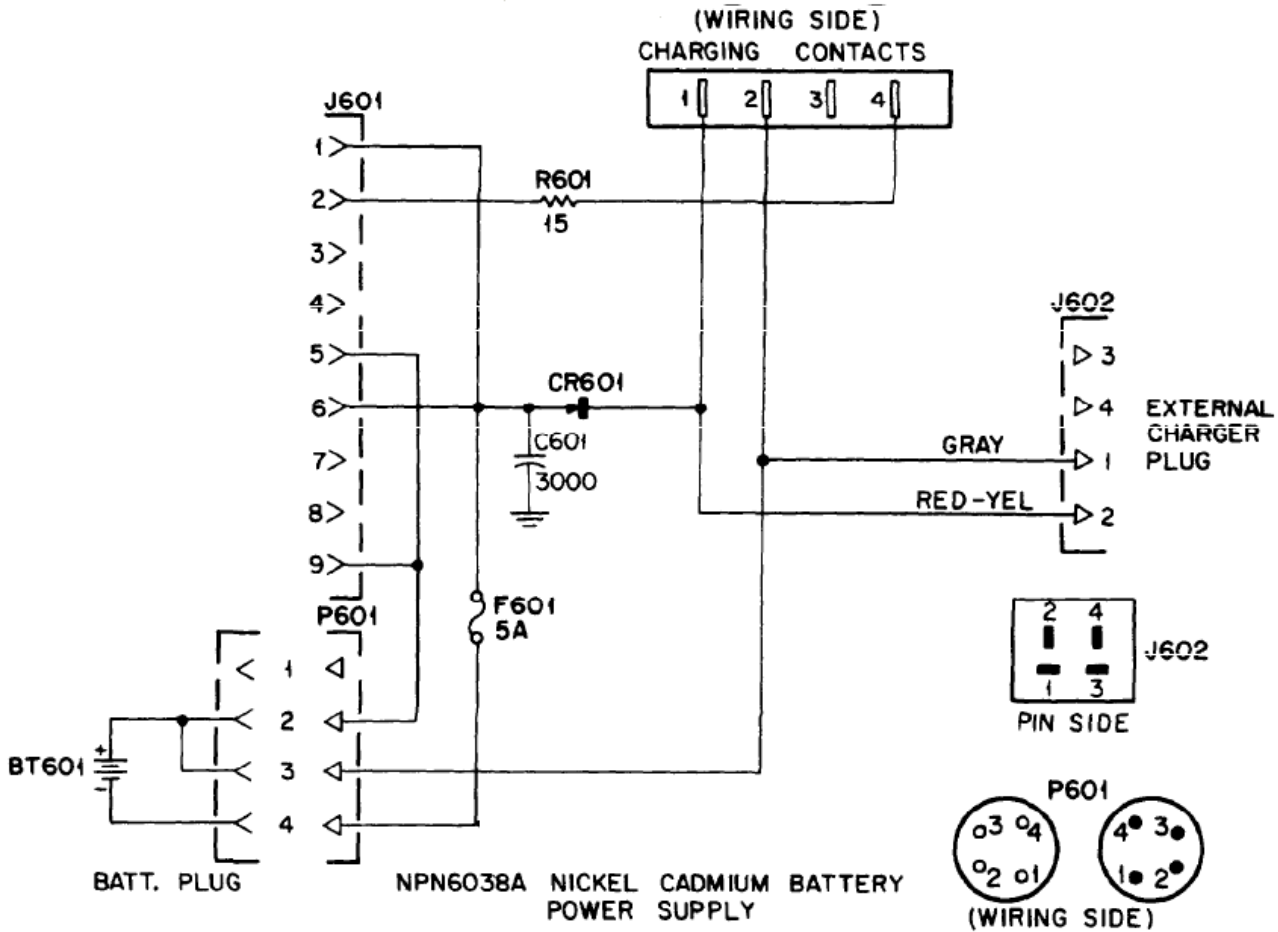 (WIRING SIDE)
CHARGING CONTACTS
1 2 3 4
J601
1
2
3
4
5
6
7
8
9
R601
15
CR601
C601
3000
F601
5A
J602
3
4
1
2
EXTERNAL
CHARGER
PLUG
GRAY
RED-YEL
P601
1
2
3
4
BT601
+
-
BATT. PLUG
2 4
1 3
J602
PIN SIDE
P601
3 4
2 1
4 3
1 2
(WIRING SIDE)
NPN6038A NICKEL CADMIUM BATTERY
POWER SUPPLY